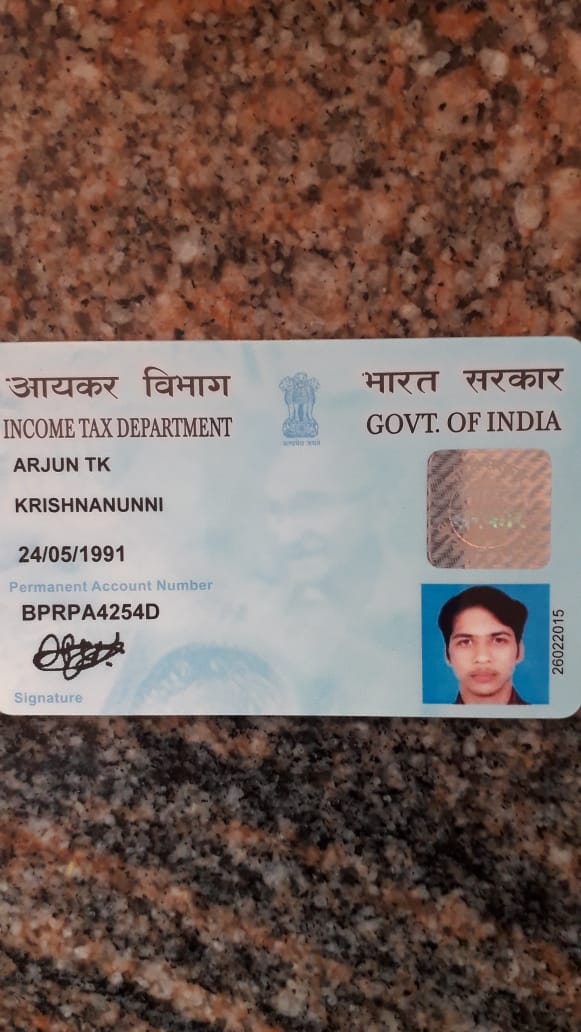 आयकर विभाग
INCOME TAX DEPARTMENT
भारत सरकार
GOVT. OF INDIA
ARJUN TK
KRISHNANUNNI
24/05/1991
Permanent Account Number
BPRPA4254D
Signature
26022015
सत्यमेव जयते